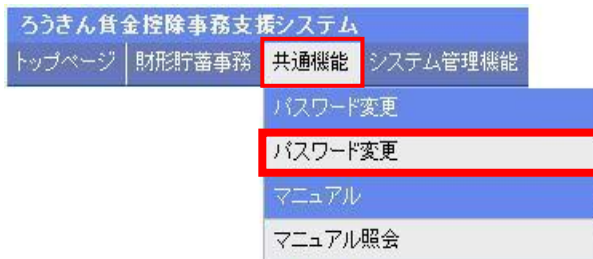 ろうきん賃金控除事務支援システム
トップページ 財形貯蓄事務 共通機能 システム管理機能
パスワード変更
パスワード変更
マニュアル
マニュアル照会